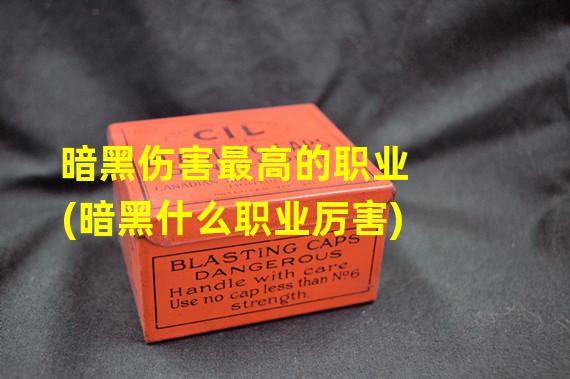 CIL
暗黑伤害最高的职业
CANADIAN
(暗黑什么职业厉害)
BLASTING CAPS
DANGEROUS
Handle with care
Use no cap less than No6
strength.